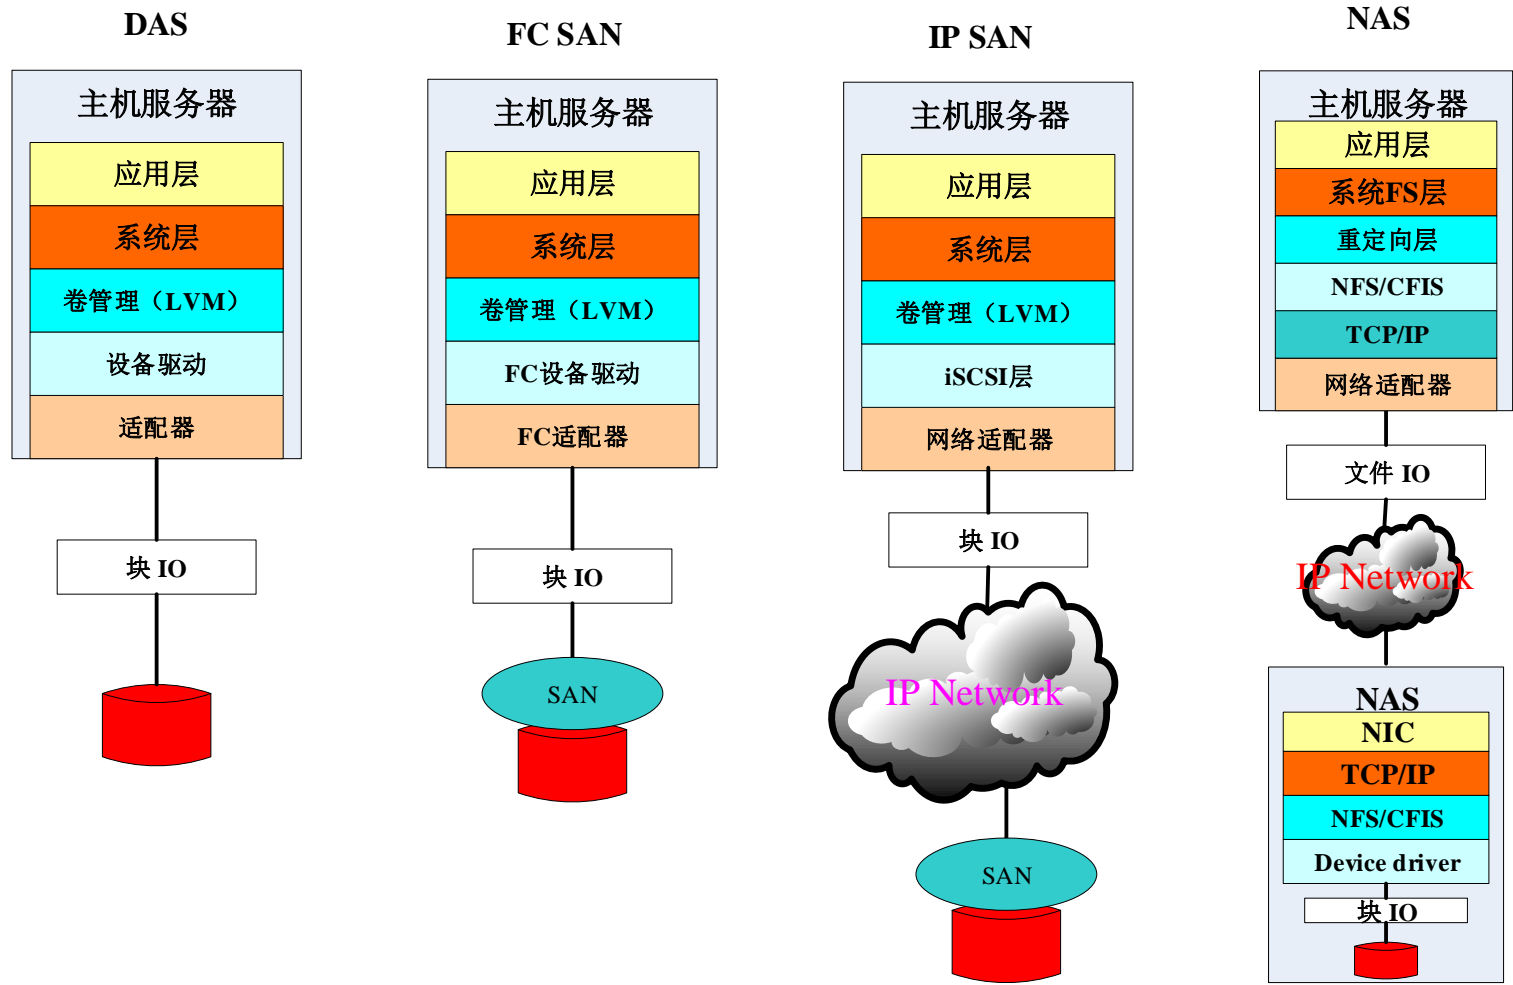 DAS
主机服务器
应用层
系统层
卷管理（LVM）
设备驱动
适配器
块 IO
FC SAN
主机服务器
应用层
系统层
卷管理（LVM）
FC设备驱动
FC适配器
块 IO
SAN
IP SAN
主机服务器
应用层
系统层
卷管理（LVM）
iSCSI层
网络适配器
块 IO
IP Network
SAN
NAS
主机服务器
应用层
系统FS层
重定向层
NFS/CFIS
TCP/IP
网络适配器
文件 IO
IP Network
NAS
NIC
TCP/IP
NFS/CFIS
Device driver
块 IO